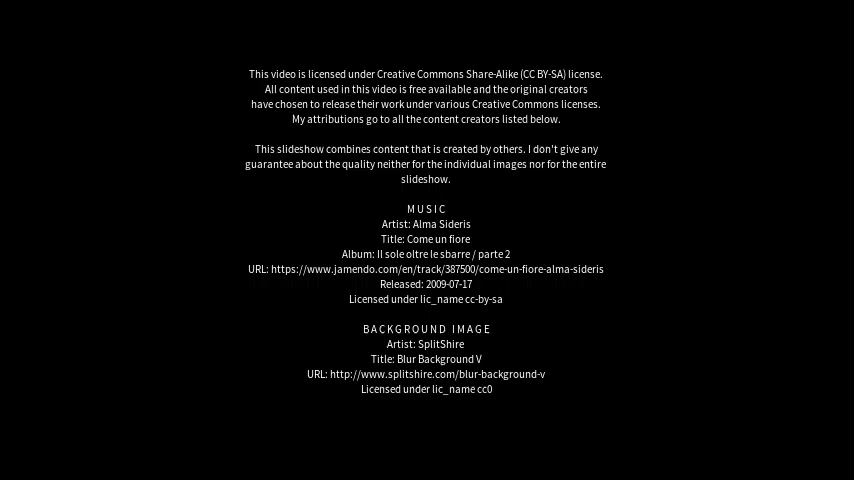 This video is licensed under Creative Commons Share-Alike (CC BY-SA) license.
All content used in this video is free available and the original creators
have chosen to release their work under various Creative Commons licenses.
My attributions go to all the content creators listed below.
This slideshow combines content that is created by others. I don't give any
guarantee about the quality neither for the individual images nor for the entire
slideshow.
MUSIC
Artist: Alma Sideris
Title: Come un fiore
Album: Il sole oltre le sbarre / parte 2
URL: https://www.jamendo.com/en/track/387500/come-un-fiore-alma-sideris
Released: 2009-07-17
Licensed under lic_name cc-by-sa
BACKGROUND IMAGE
Artist: SplitShire
Title: Blur Background V
URL: http://www.splitshire.com/blur-background-v
Licensed under lic_name cc0